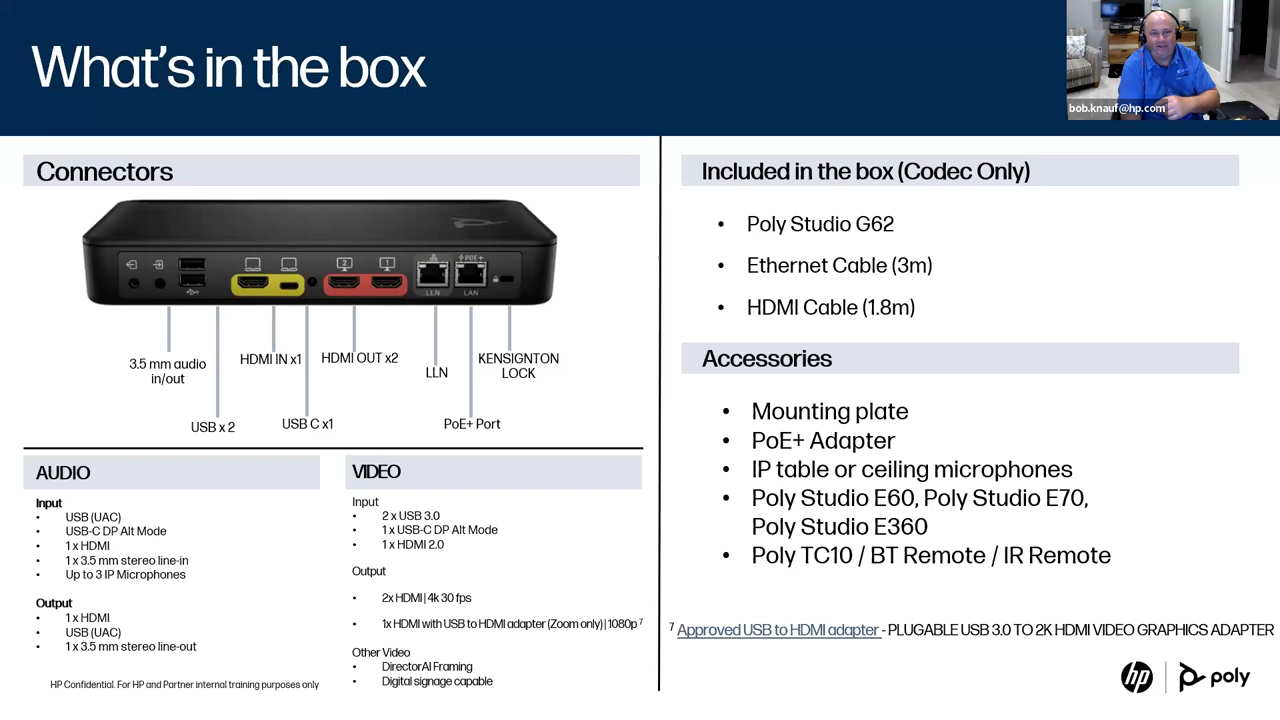 What's in the box
bob.knauf@hp.com
Connectors
2
1
POE+
LLN
LAN
3.5 mm audio
in/out
USB x 2
HDMI IN x1
USB C x1
HDMI OUT x2
LLN
PoE+ Port
KENSIGNTON
LOCK
AUDIO
Input
• USB (UAC)
• USB-C DP Alt Mode
• 1 x HDMI
• 1 x 3.5 mm stereo line-in
• Up to 3 IP Microphones
Output
• 1 x HDMI
• USB (UAC)
• 1 x 3.5 mm stereo line-out
HP Confidential. For HP and Partner internal training purposes only
VIDEO
Input
• 2 x USB 3.0
• 1 x USB-C DP Alt Mode
• 1 x HDMI 2.0
Output
• 2x HDMI | 4k 30 fps
• 1x HDMI with USB to HDMI adapter (Zoom only) | 1080p 7
Other Video
• DirectorAI Framing
• Digital signage capable
Included in the box (Codec Only)
• Poly Studio G62
• Ethernet Cable (3m)
• HDMI Cable (1.8m)
Accessories
• Mounting plate
• PoE+ Adapter
• IP table or ceiling microphones
• Poly Studio E60, Poly Studio E70,
Poly Studio E360
• Poly TC10 / BT Remote / IR Remote
7 Approved USB to HDMI adapter - PLUGABLE USB 3.0 TO 2K HDMI VIDEO GRAPHICS ADAPTER
hp
poly